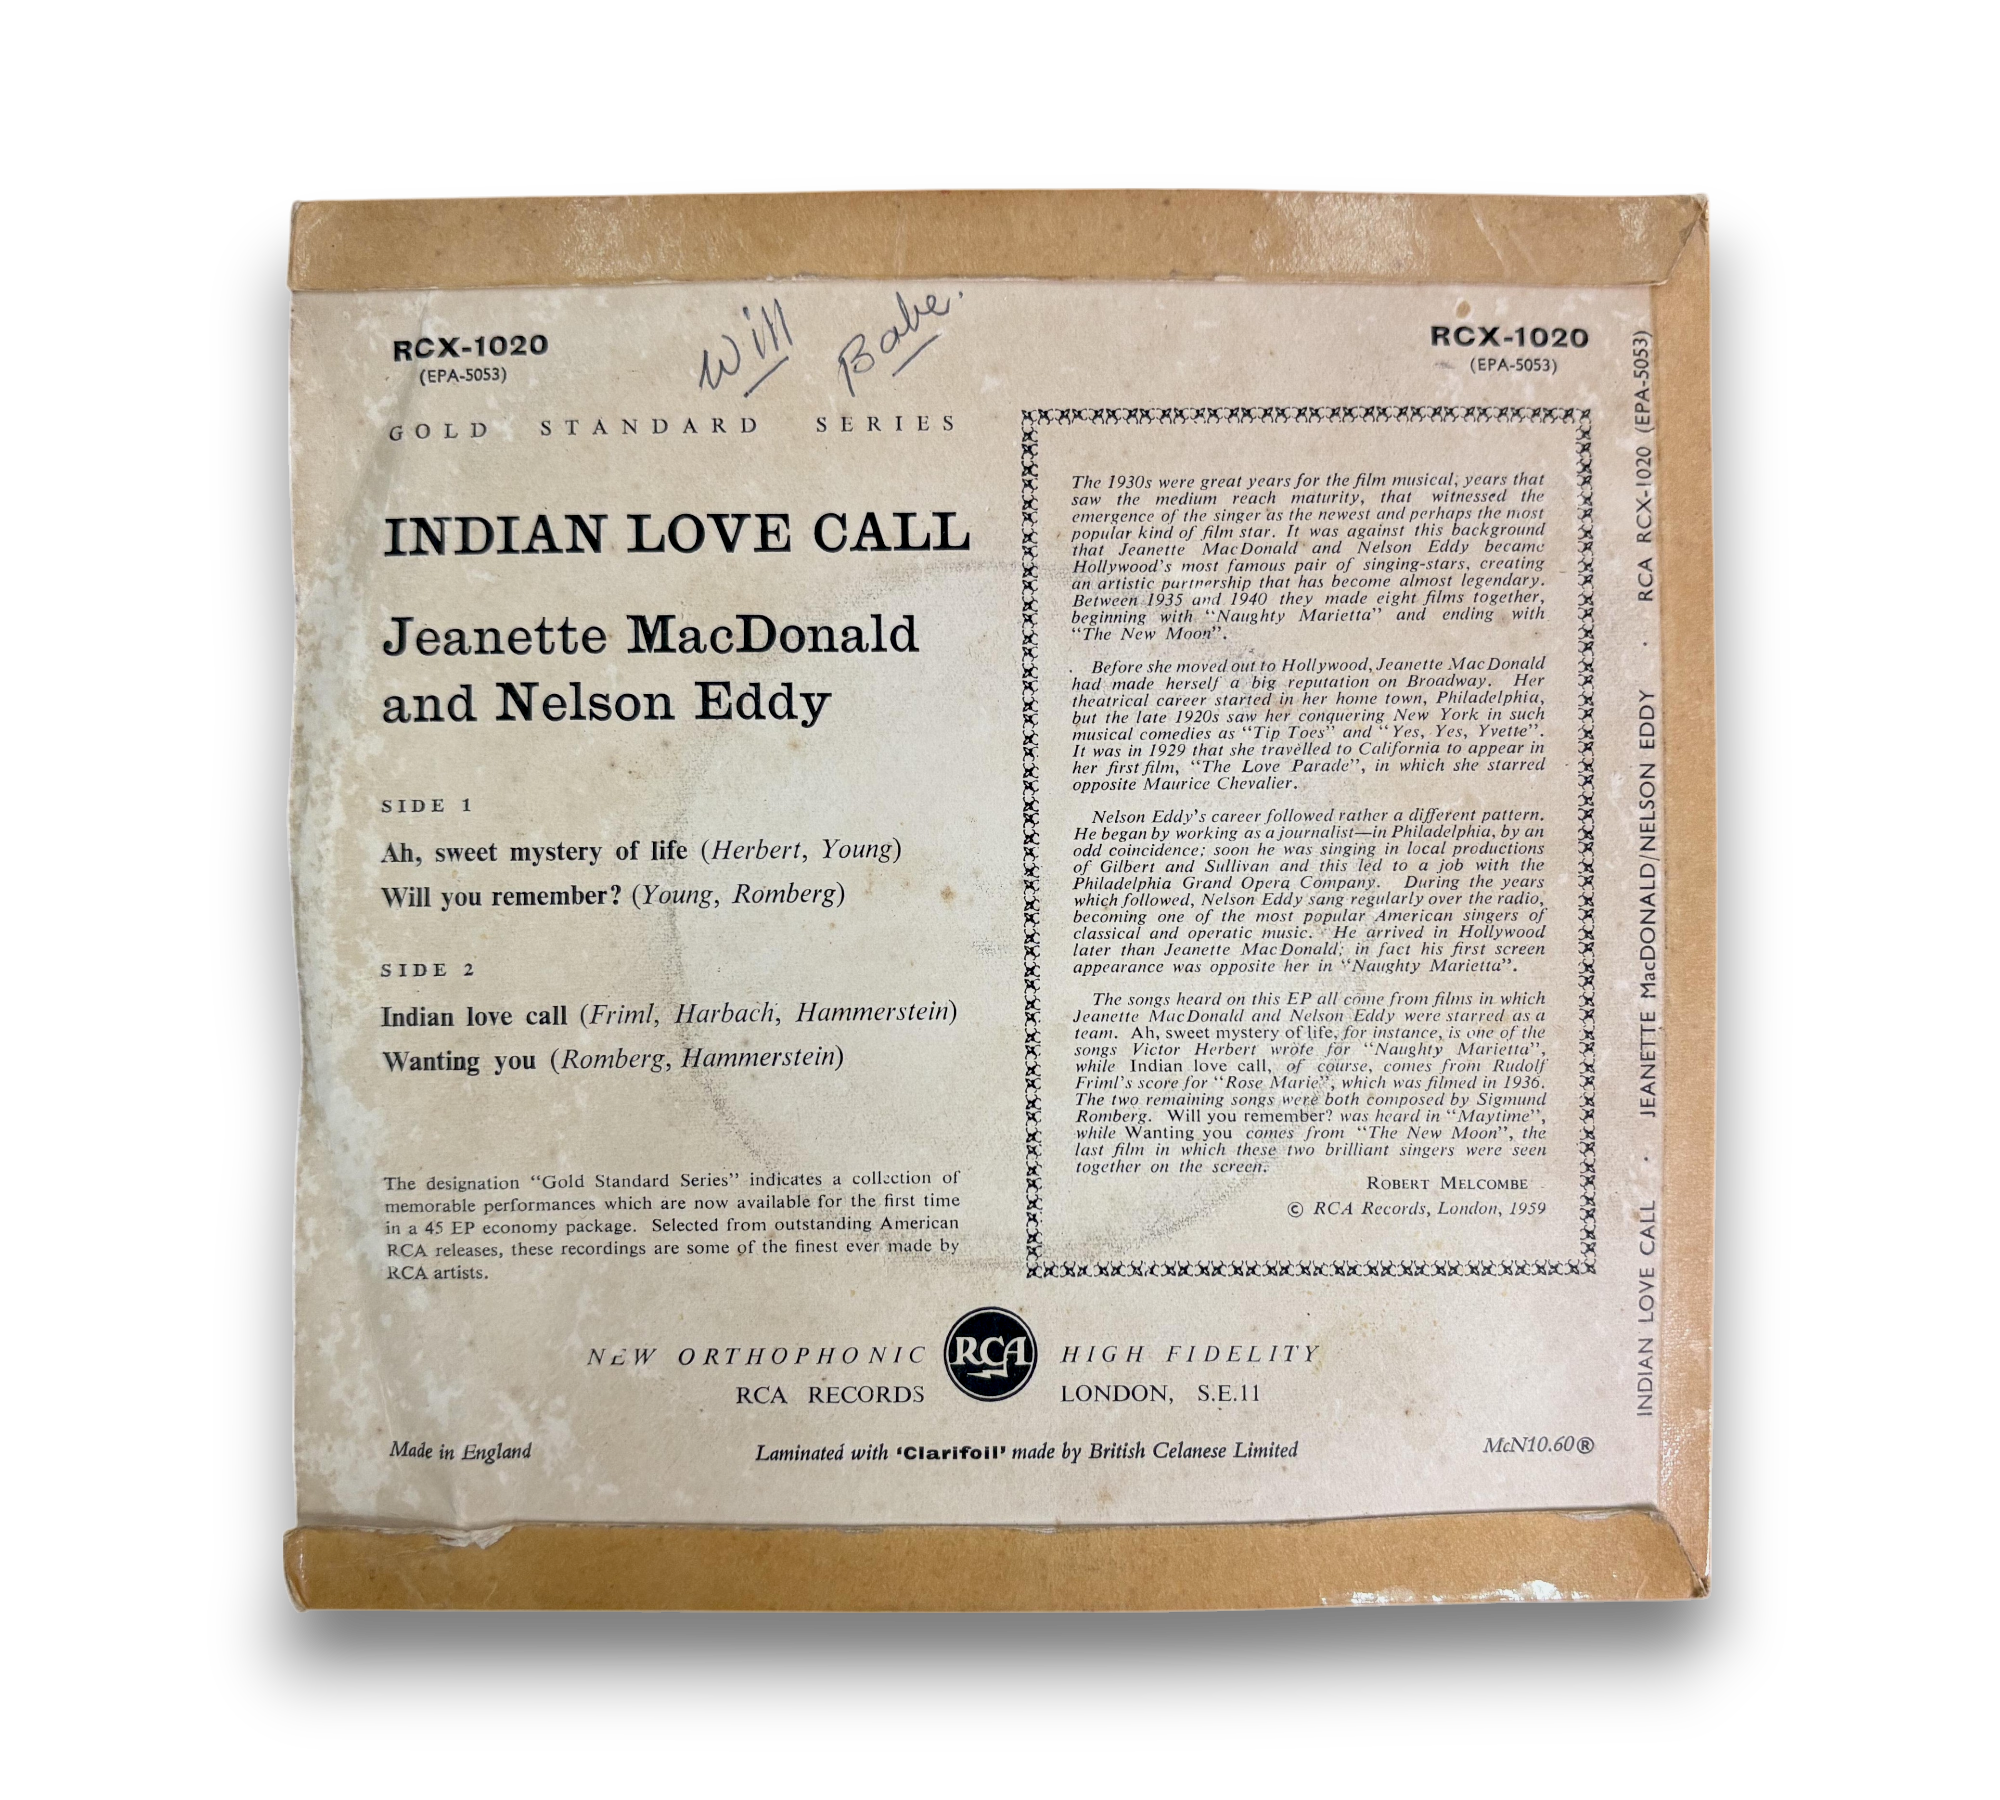 Will Babe.
RCX-1020
(EPA-5053)
RCX-1020
(EPA-5053)
GOLD STANDARD SERIES
INDIAN LOVE CALL
Jeanette MacDonald
and Nelson Eddy
SIDE 1
Ah, sweet mystery of life (Herbert, Young)
Will you remember? (Young, Romberg)
SIDE 2
Indian love call (Friml, Harbach, Hammerstein)
Wanting you (Romberg, Hammerstein)
The designation “Gold Standard Series” indicates a collection of
memorable performances which are now available for the first time
in a 45 EP economy package. Selected from outstanding American
RCA releases, these recordings are some of the finest ever made by
RCA artists.
The 1930s were great years for the film musical, years that
saw the medium reach maturity, that witnessed the
emergence of the singer as the newest and perhaps the most
popular kind of film star. It was against this background
that Jeanette MacDonald and Nelson Eddy became
Hollywood's most famous pair of singing-stars, creating
an artistic partnership that has become almost legendary.
Between 1935 and 1940 they made eight films together,
beginning with “Naughty Marietta” and ending with
“The New Moon”.
Before she moved out to Hollywood, Jeanette MacDonald
had made herself a big reputation on Broadway. Her
theatrical career started in her home town, Philadelphia,
but the late 1920s saw her conquering New York in such
musical comedies as “Tip Toes” and “Yes, Yes, Yvette”.
It was in 1929 that she travelled to California to appear in
her first film, “The Love Parade”, in which she starred
opposite Maurice Chevalier.
Nelson Eddy's career followed rather a different pattern.
He began by working as a journalist—in Philadelphia, by an
odd coincidence; soon he was singing in local productions
of Gilbert and Sullivan and this led to a job with the
Philadelphia Grand Opera Company. During the years
which followed, Nelson Eddy sang regularly over the radio,
becoming one of the most popular American singers of
classical and operatic music. He arrived in Hollywood
later than Jeanette MacDonald; in fact his first screen
appearance was opposite her in “Naughty Marietta”.
The songs heard on this EP all come from films in which
Jeanette MacDonald and Nelson Eddy were starred as a
team. Ah, sweet mystery of life, for instance, is one of the
songs Victor Herbert wrote for “Naughty Marietta”,
while Indian love call, of course, comes from Rudolf
Friml's score for “Rose Marie”, which was filmed in 1936.
The two remaining songs were both composed by Sigmund
Romberg. Will you remember? was heard in “Maytime”,
while Wanting you comes from “The New Moon”, the
last film in which these two brilliant singers were seen
together on the screen.
ROBERT MELCOMBE
© RCA Records, London, 1959
NEW ORTHOPHONIC RCA HIGH FIDELITY
RCA RECORDS LONDON, S.E.11
Made in England
Laminated with ‘Clarifoil’ made by British Celanese Limited
McN10.60®
INDIAN LOVE CALL · JEANETTE MacDONALD/NELSON EDDY · RCA RCX-1020 (EPA-5053)